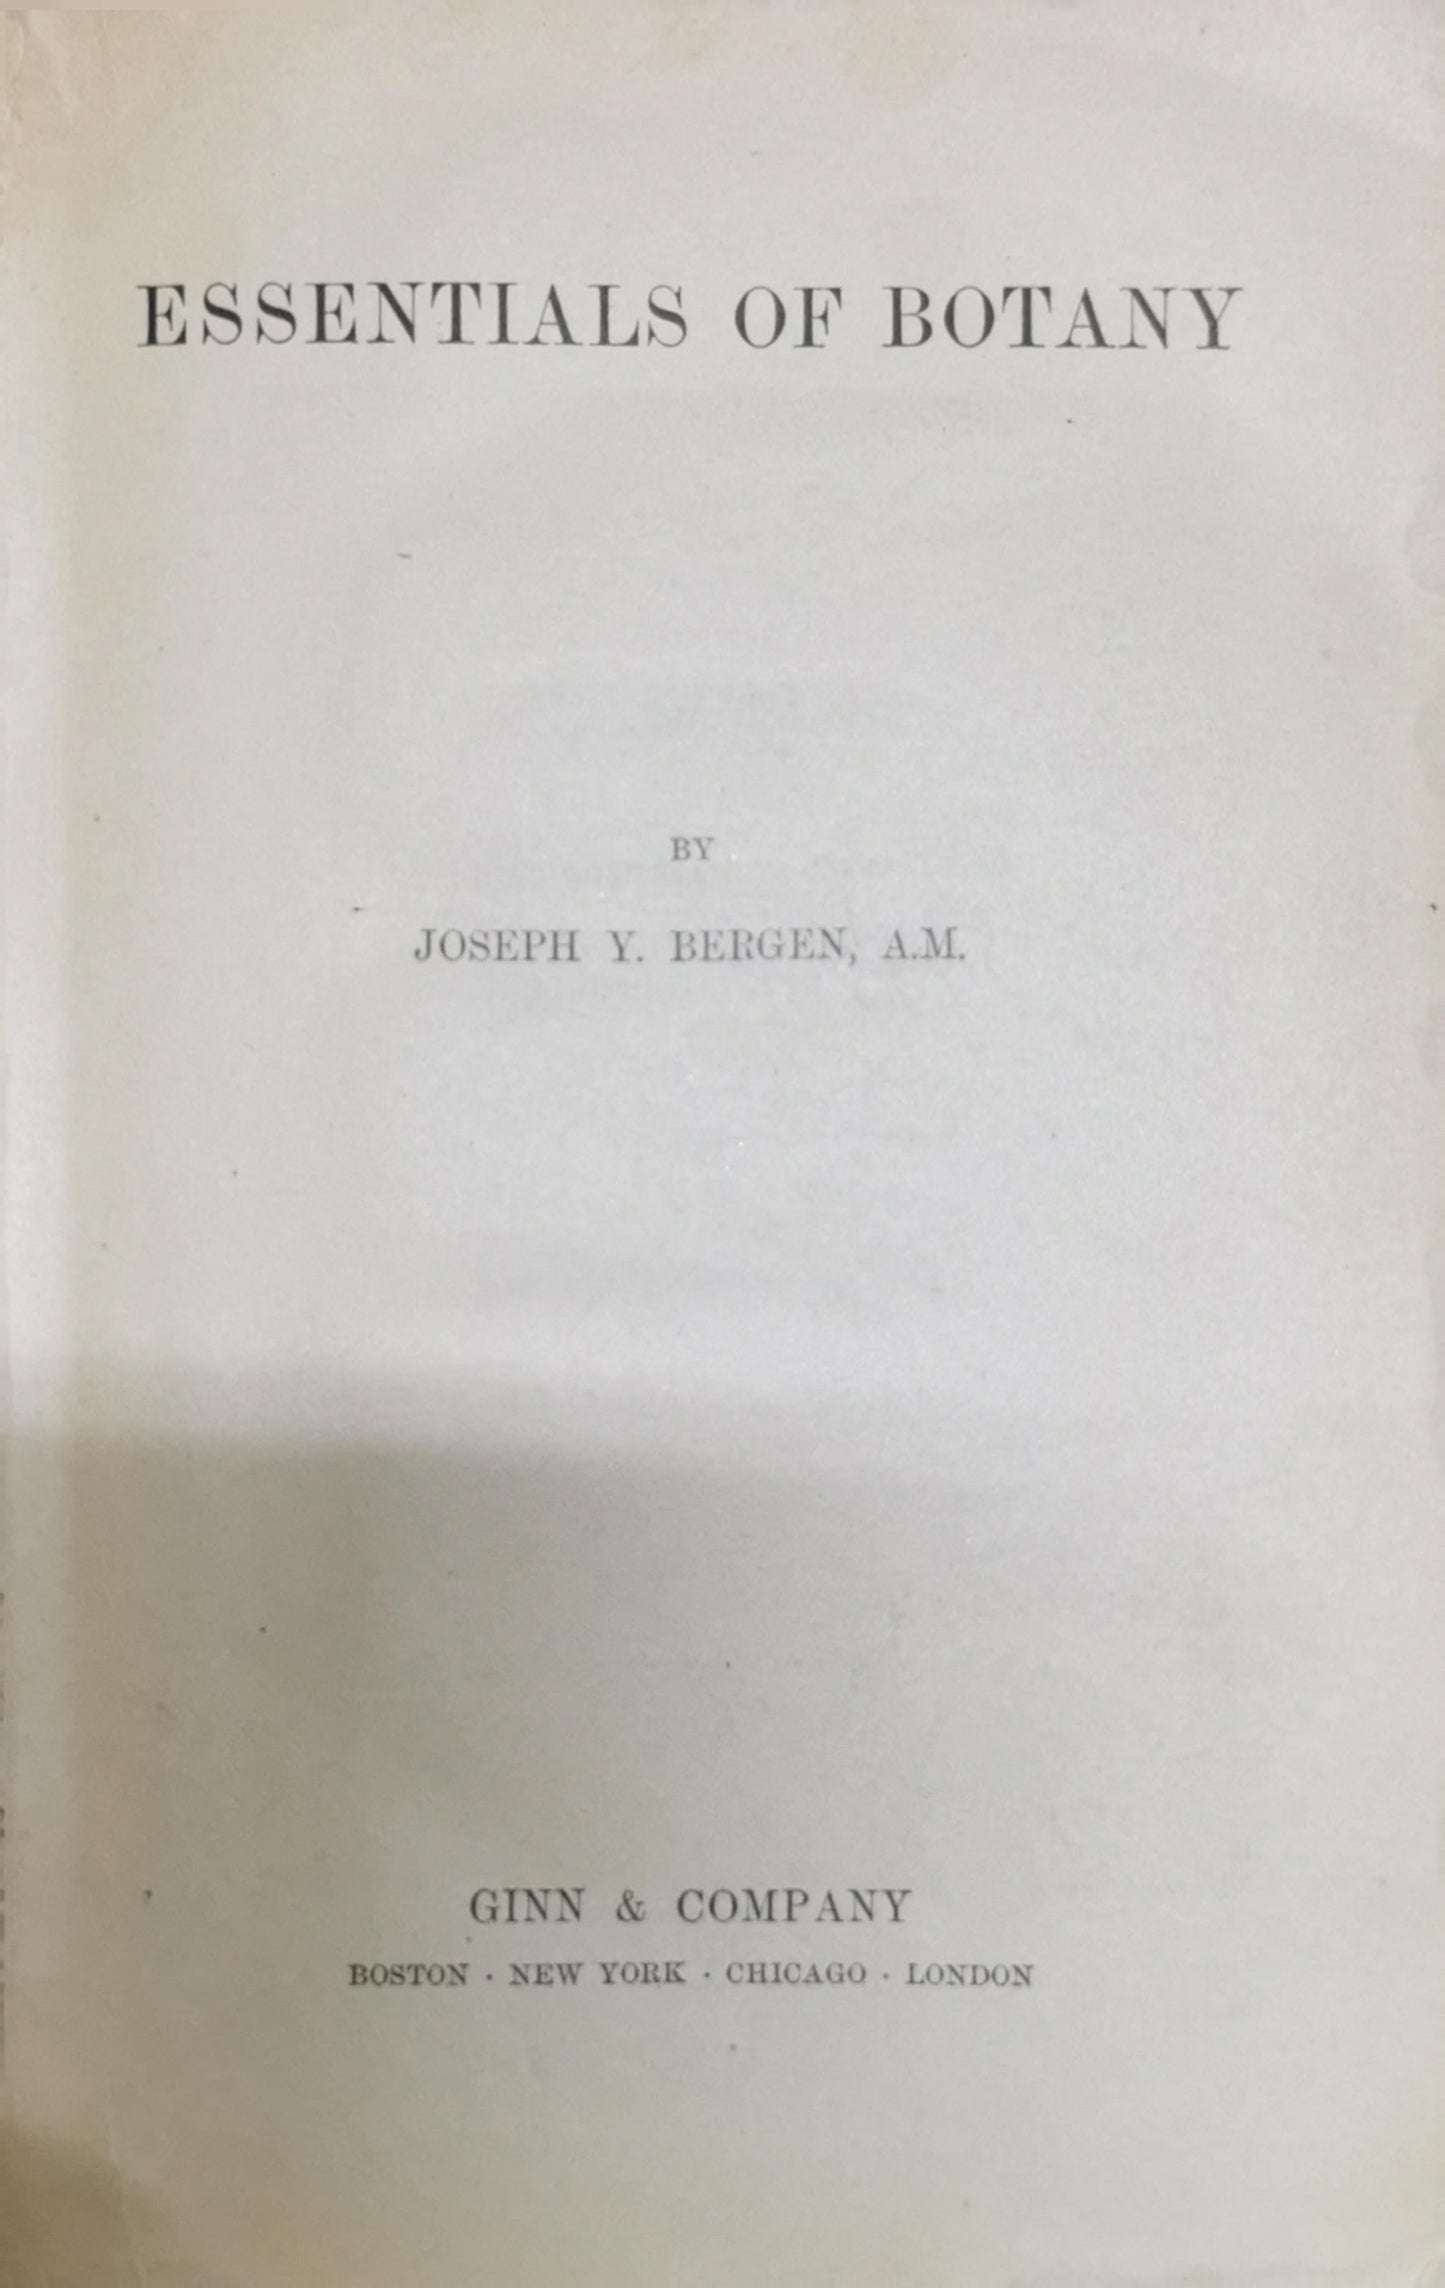 ESSENTIALS OF BOTANY
BY
JOSEPH Y. BERGEN, A.M.
GINN & COMPANY
BOSTON · NEW YORK · CHICAGO · LONDON